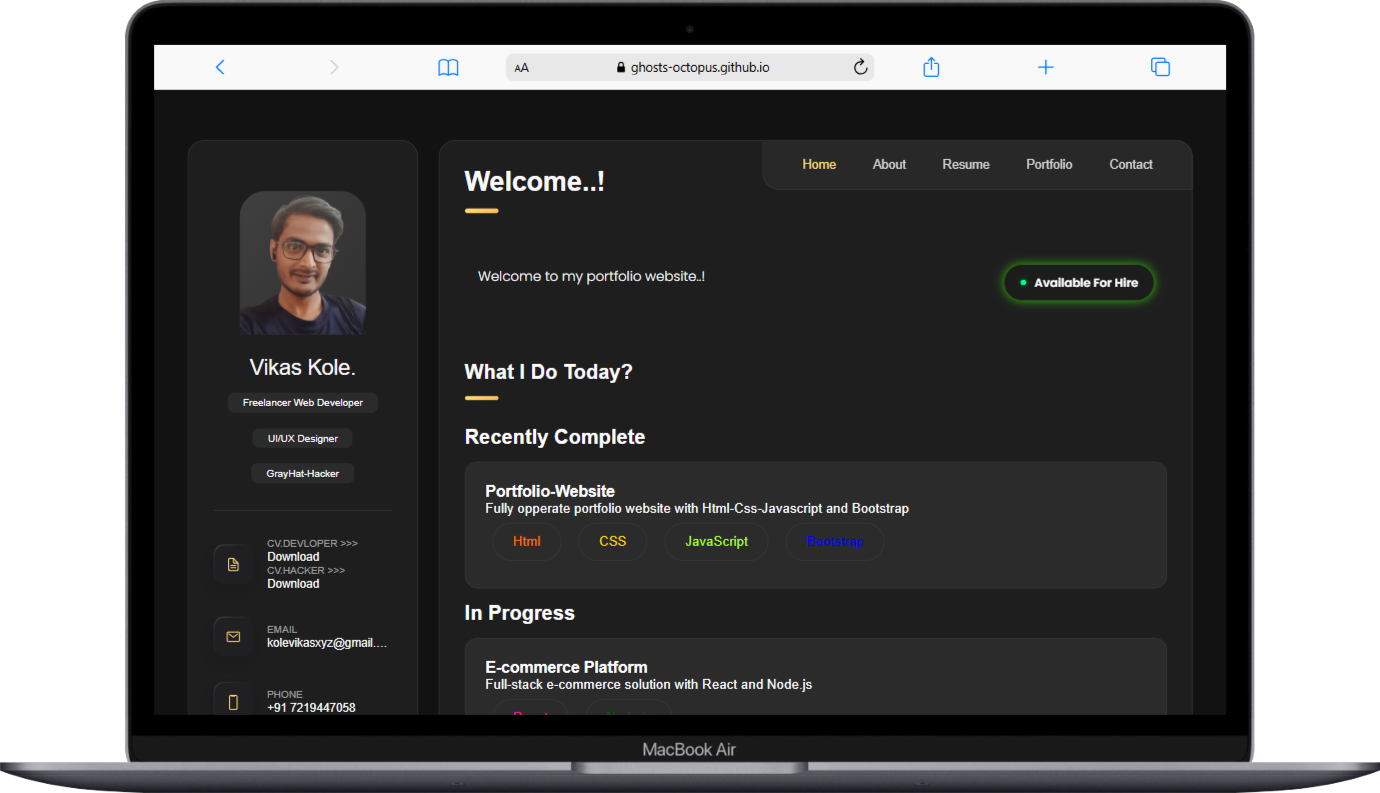 AA ghosts-octopus.github.io
Home About Resume Portfolio Contact
Welcome..!
Welcome to my portfolio website..!
Available For Hire
Vikas Kole.
Freelancer Web Developer
UI/UX Designer
GrayHat-Hacker
CV.DEVLOPER >>>
Download
CV.HACKER >>>
Download
EMAIL
kolevikasxyz@gmail....
PHONE
+91 7219447058
What I Do Today?
Recently Complete
Portfolio-Website
Fully opperate portfolio website with Html-Css-Javascript and Bootstrap
Html CSS JavaScript Bootstrap
In Progress
E-commerce Platform
Full-stack e-commerce solution with React and Node.js
MacBook Air